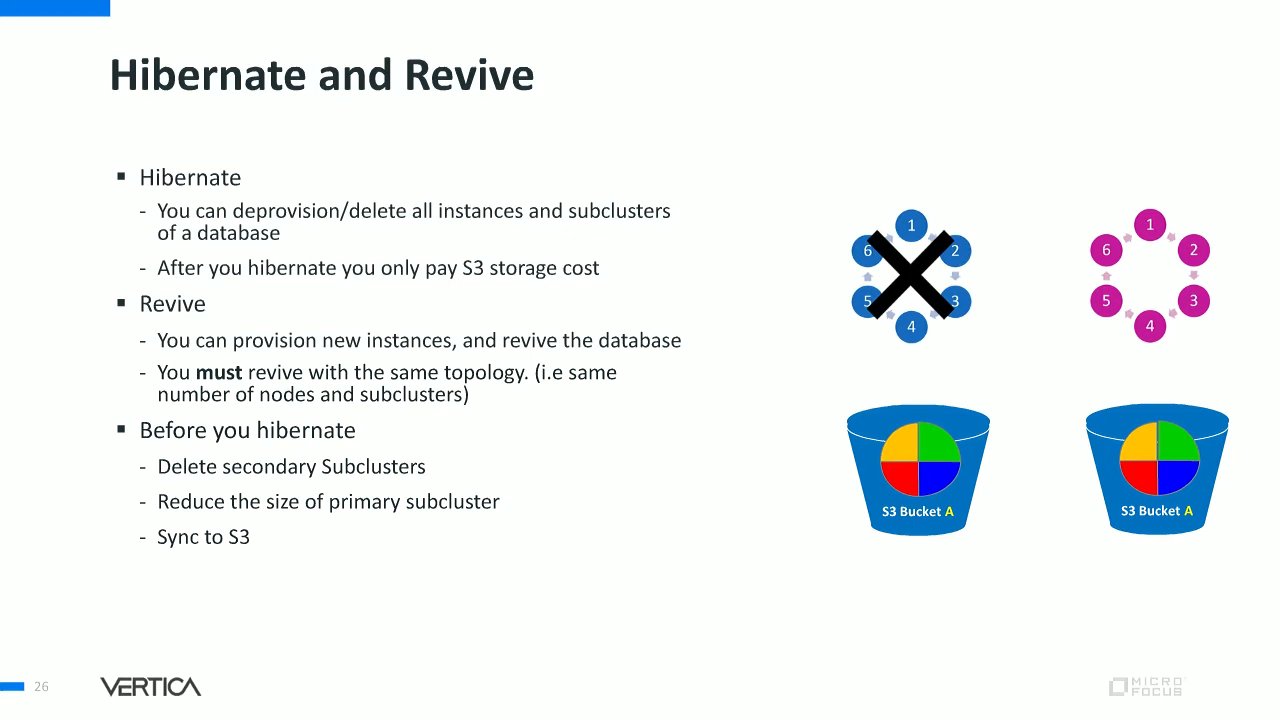 Hibernate and Revive
▪ Hibernate
- You can deprovision/delete all instances and subclusters
of a database
- After you hibernate you only pay S3 storage cost
▪ Revive
- You can provision new instances, and revive the database
- You must revive with the same topology. (i.e same
number of nodes and subclusters)
▪ Before you hibernate
- Delete secondary Subclusters
- Reduce the size of primary subcluster
- Sync to S3
1
2
3
4
5
6
S3 Bucket A
1
2
3
4
5
6
S3 Bucket A
26
VERTICA
MICRO
FOCUS